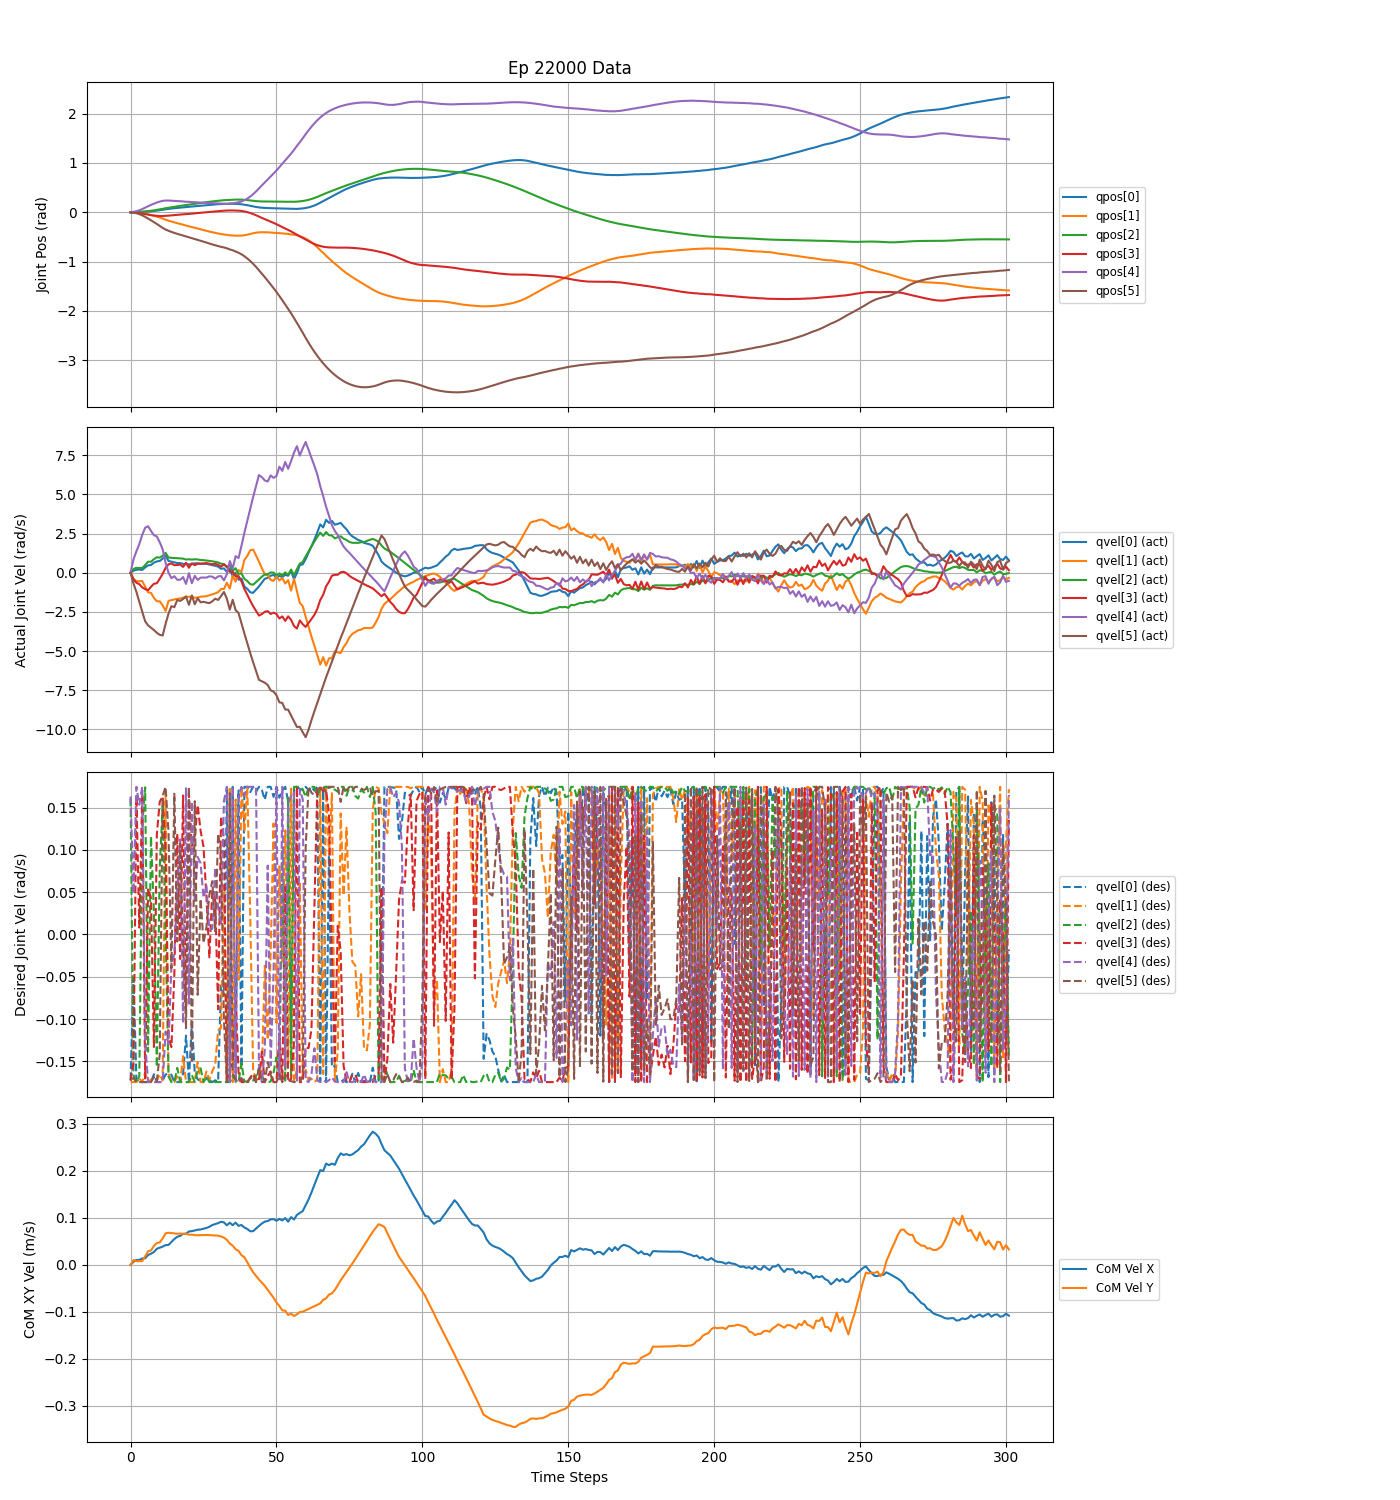 Ep 22000 Data
Joint Pos (rad)
2
1
0
−1
−2
−3
qpos[0]
qpos[1]
qpos[2]
qpos[3]
qpos[4]
qpos[5]
Actual Joint Vel (rad/s)
7.5
5.0
2.5
0.0
−2.5
−5.0
−7.5
−10.0
qvel[0] (act)
qvel[1] (act)
qvel[2] (act)
qvel[3] (act)
qvel[4] (act)
qvel[5] (act)
Desired Joint Vel (rad/s)
0.15
0.10
0.05
0.00
−0.05
−0.10
−0.15
qvel[0] (des)
qvel[1] (des)
qvel[2] (des)
qvel[3] (des)
qvel[4] (des)
qvel[5] (des)
CoM XY Vel (m/s)
0.3
0.2
0.1
0.0
−0.1
−0.2
−0.3
CoM Vel X
CoM Vel Y
0 50 100 150 200 250 300
Time Steps